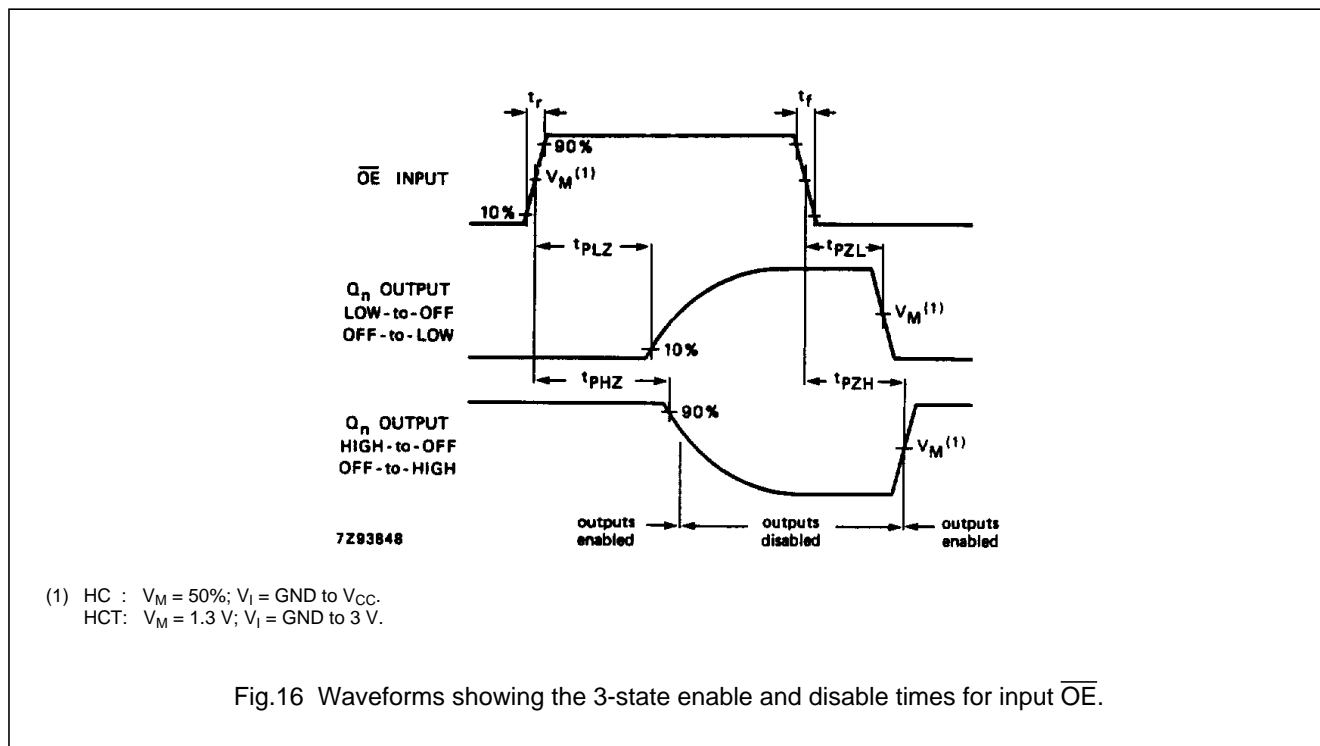 tr tf
90%
OE INPUT VM(1)
10%
tPLZ tPZL
Qn OUTPUT
LOW-to-OFF
OFF-to-LOW
VM(1)
10%
tPHZ tPZH
Qn OUTPUT
HIGH-to-OFF
OFF-to-HIGH
90%
VM(1)
outputs enabled
outputs disabled
outputs enabled
7Z93848
(1) HC : VM = 50%; VI = GND to VCC.
HCT: VM = 1.3 V; VI = GND to 3 V.
Fig.16 Waveforms showing the 3-state enable and disable times for input OE.